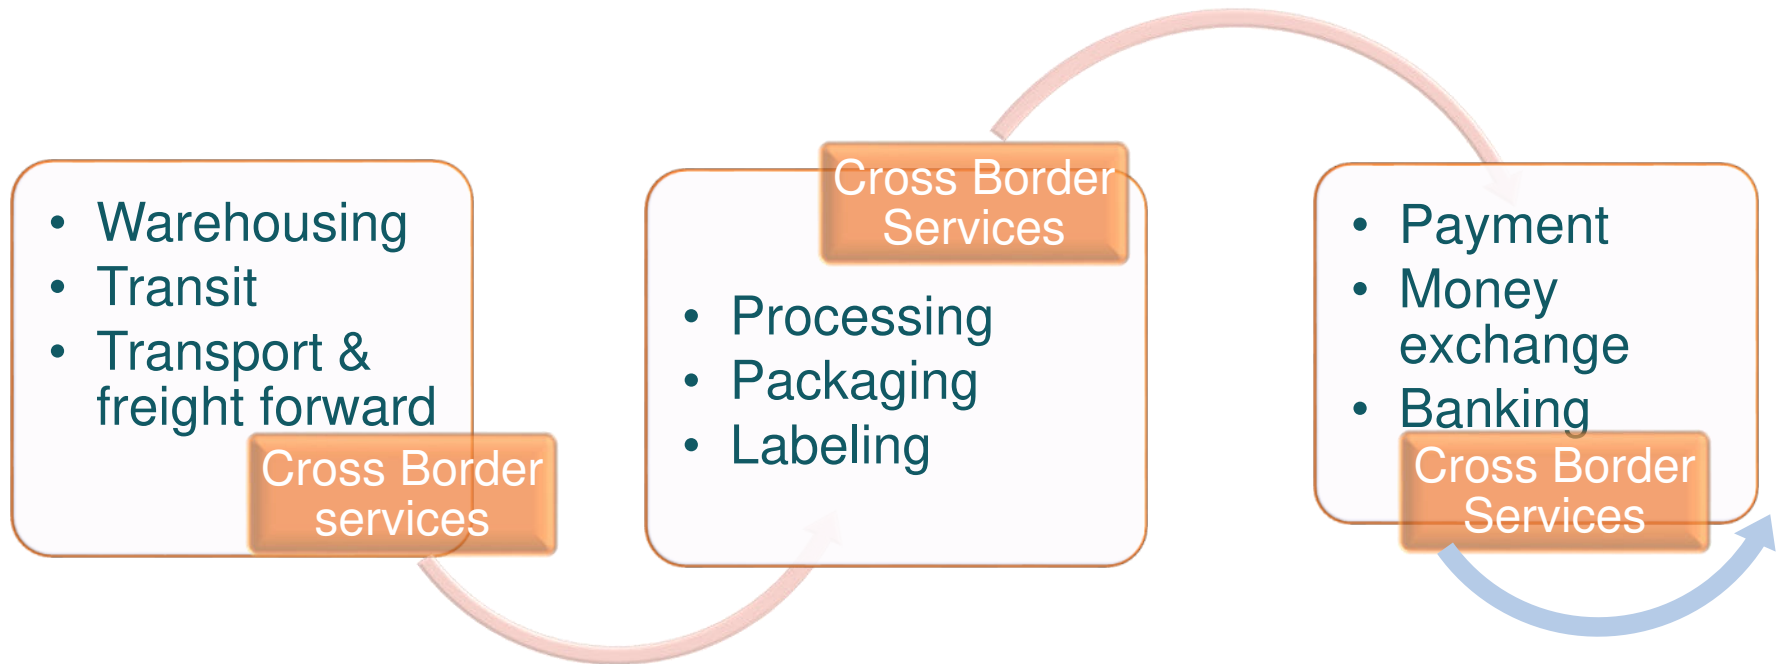 • Warehousing
• Transit
• Transport &
freight forward
Cross Border
services
Cross Border
Services
• Processing
• Packaging
• Labeling
• Payment
• Money
exchange
• Banking
Cross Border
Services